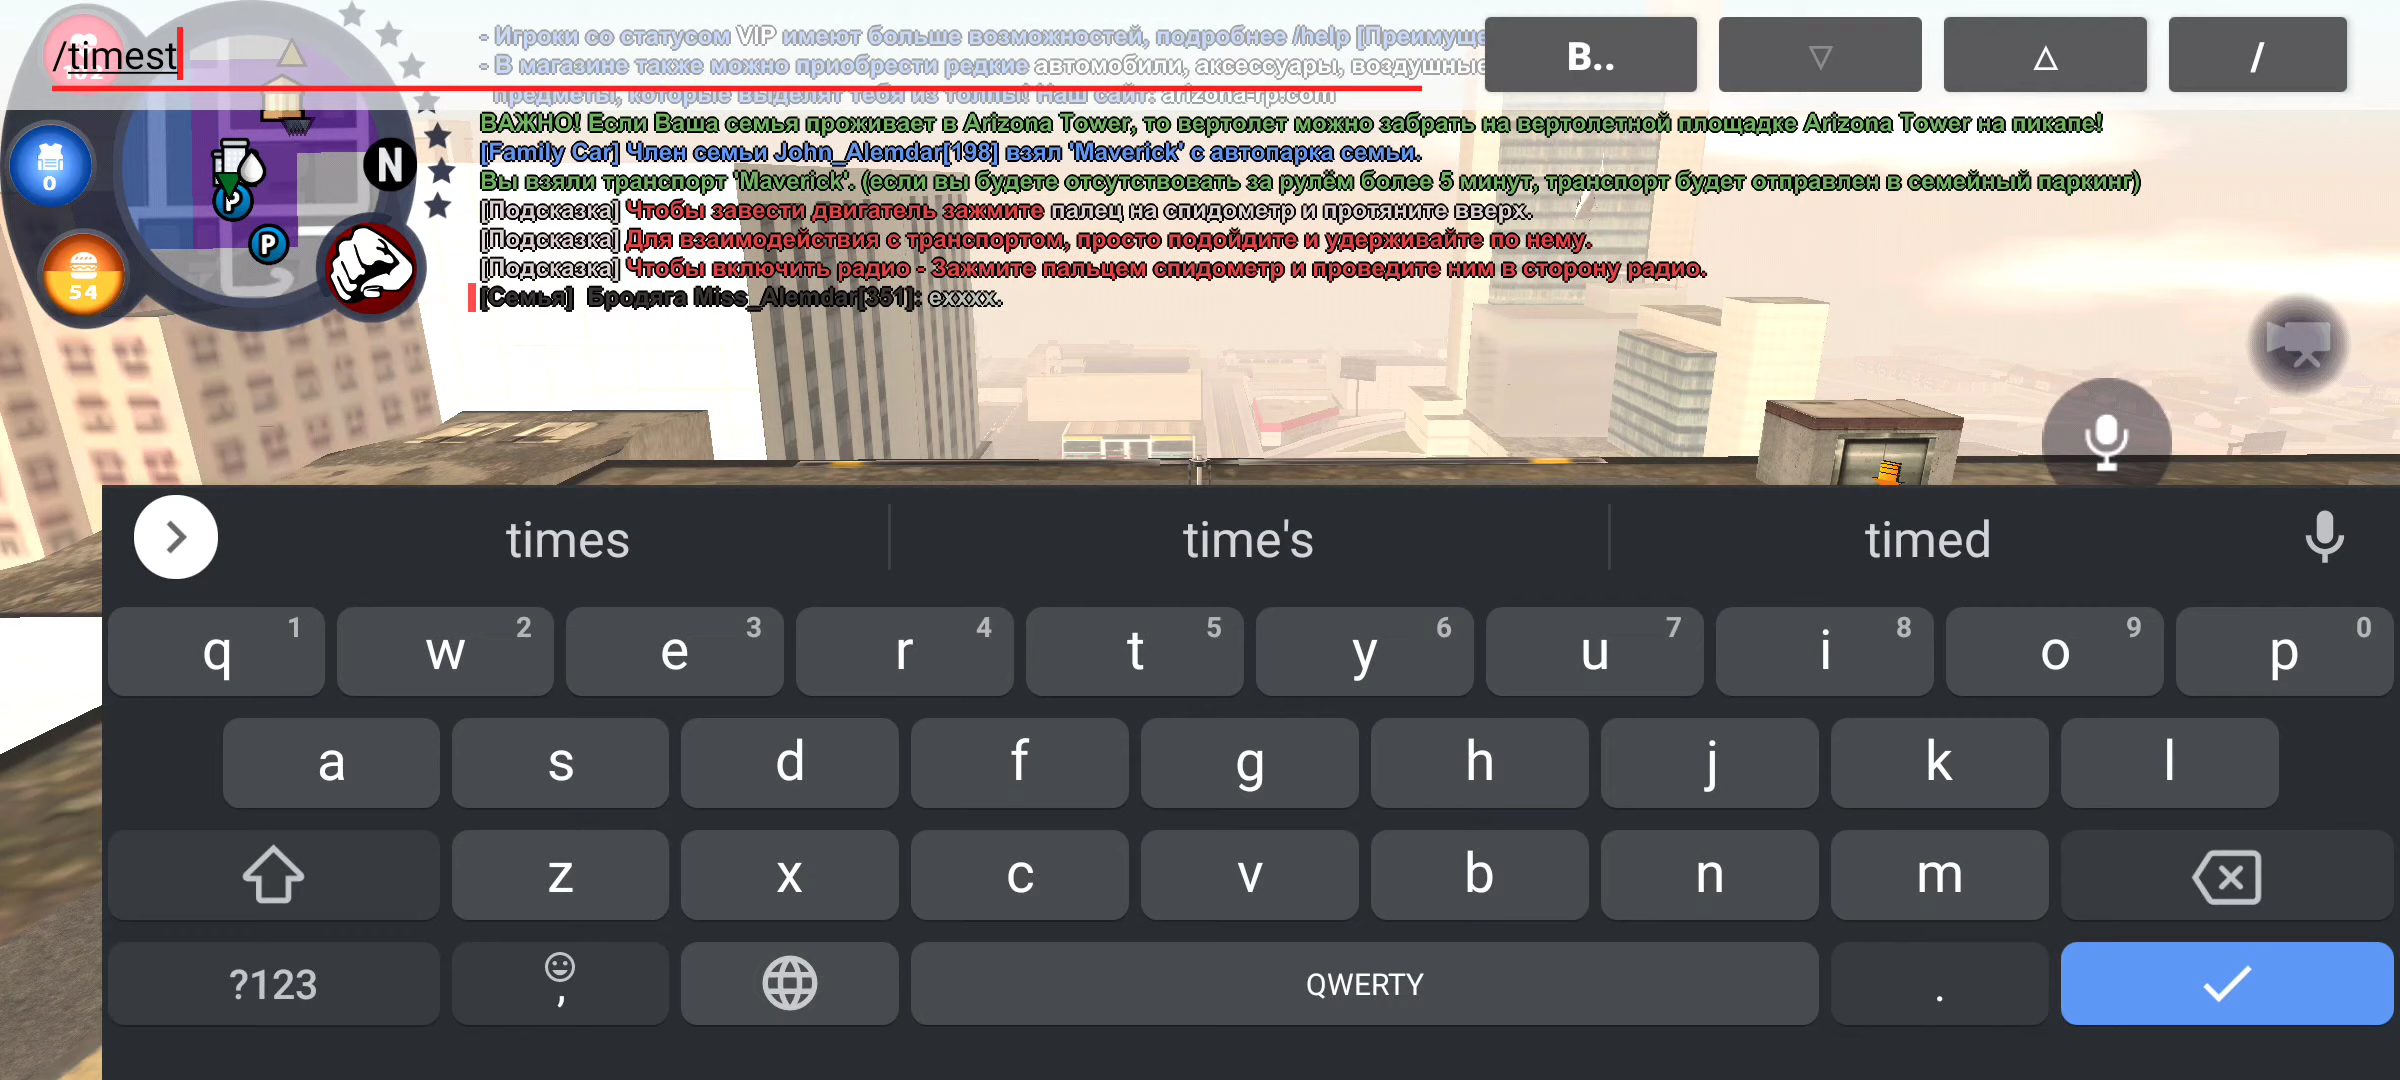 /timest
- Игроки со статусом VIP имеют больше возможностей, подробнее /help [Преимуще
- В магазине также можно приобрести редкие автомобили, аксессуары, воздушные
предметы, которые выделят тебя из толпы! Наш сайт: arizona-rp.com
ВАЖНО! Если Ваша семья проживает в Arizona Tower, то вертолет можно забрать на вертолетной площадке Arizona Tower на пикапе!
[Family Car] Член семьи John_Alemdar[198] взял 'Maverick' с автопарка семьи.
Вы взяли транспорт 'Maverick'. (если вы будете отсутствовать за рулём более 5 минут, транспорт будет отправлен в семейный паркинг)
[Подсказка] Чтобы завести двигатель зажмите палец на спидометр и протяните вверх.
[Подсказка] Для взаимодействия с транспортом, просто подойдите и удерживайте по нему.
[Подсказка] Чтобы включить радио - Зажмите пальцем спидометр и проведите ним в сторону радио.
[Семья] Бродяга Miss_Alemdar[351]: exxxx.
B.. ▽ △ /
102
0
54
N
P
P
times time's timed
q 1 w 2 e 3 r 4 t 5 y 6 u 7 i 8 o 9 p 0
a s d f g h j k l
z x c v b n m
?123 , QWERTY .